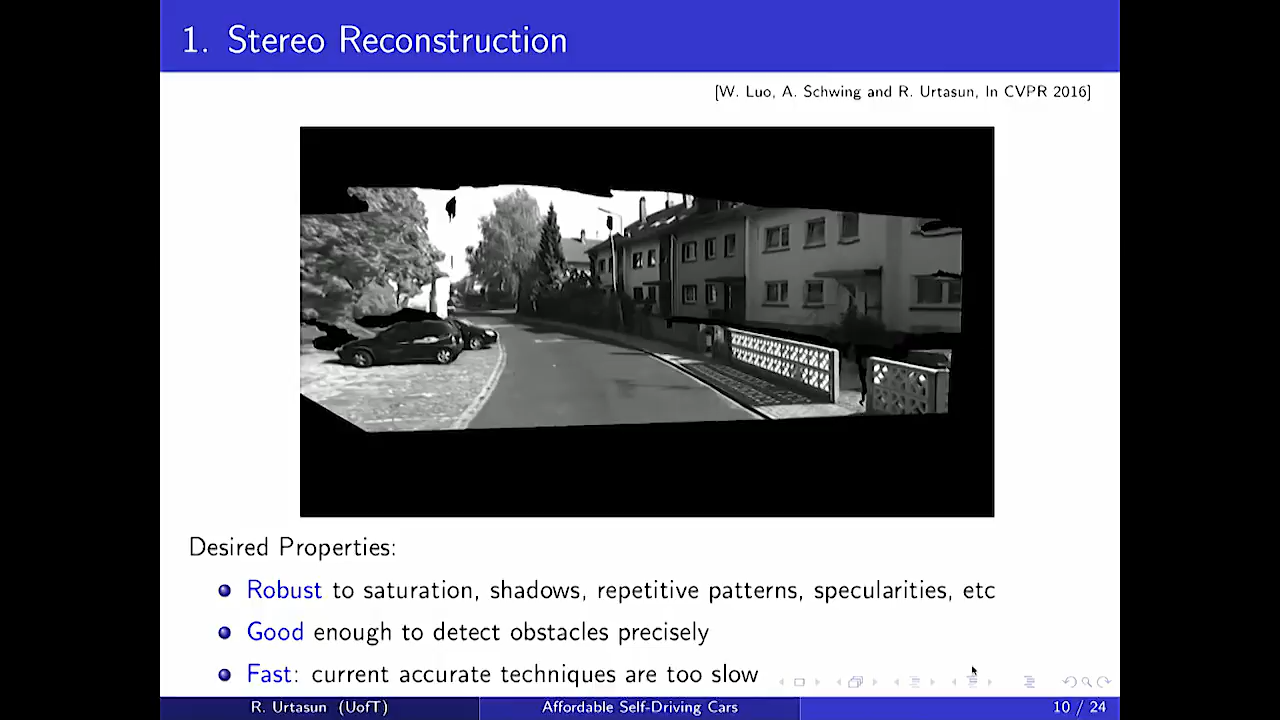 1. Stereo Reconstruction
[W. Luo, A. Schwing and R. Urtasun, In CVPR 2016]
Desired Properties:
Robust to saturation, shadows, repetitive patterns, specularities, etc
Good enough to detect obstacles precisely
Fast: current accurate techniques are too slow
R. Urtasun (UofT)
Affordable Self-Driving Cars
10 / 24